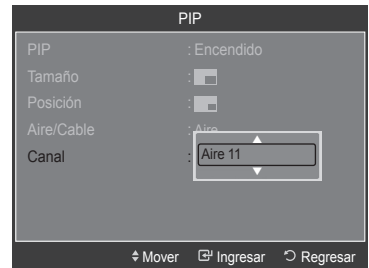 PIP
PIP : Encendido
Tamaño :
Posición :
Aire/Cable : Aire
Canal : Aire 11
Mover Ingresar Regresar